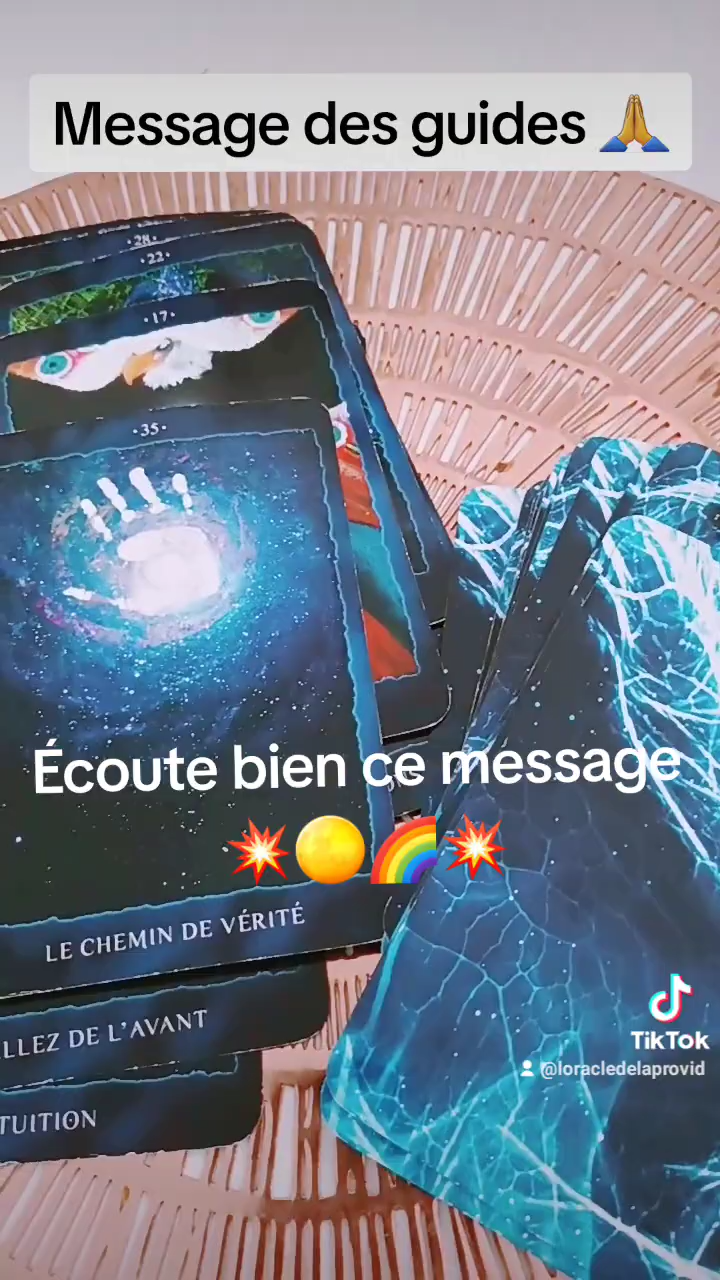 Message des guides 🙏
·28·
·22·
·17·
·35·
Écoute bien ce message
💥🌕🌈💥
LE CHEMIN DE VÉRITÉ
LLEZ DE L'AVANT
TUITION
TikTok
@loracledelaprovid